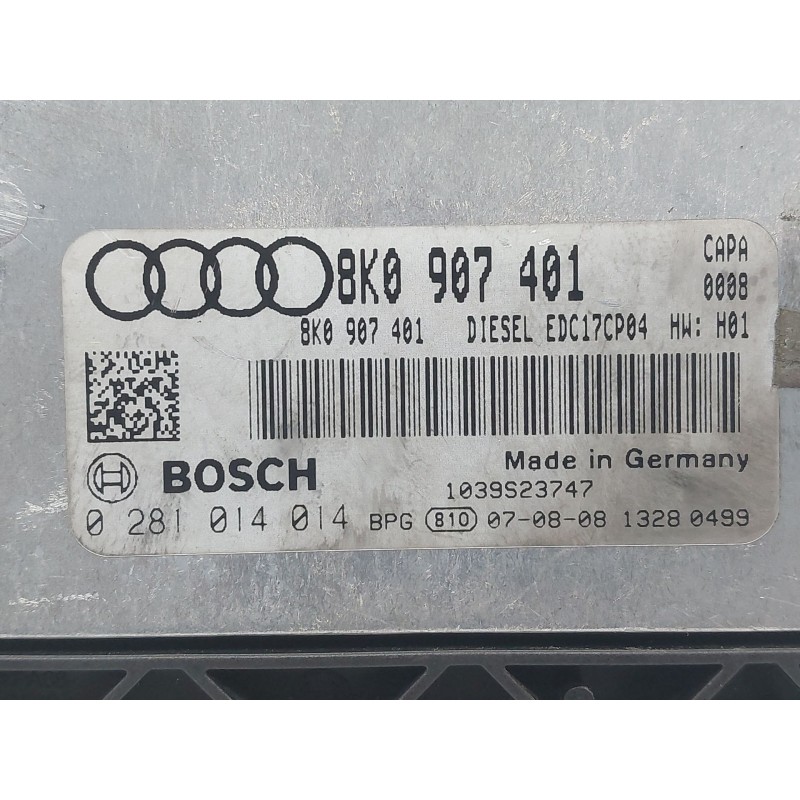 8K0 907 401 CAPA
0008
8K0 907 401 DIESEL EDC17CP04 HW: H01
BOSCH Made in Germany
1039S23747
0 281 014 014 BPG 810 07-08-08 1328 0499